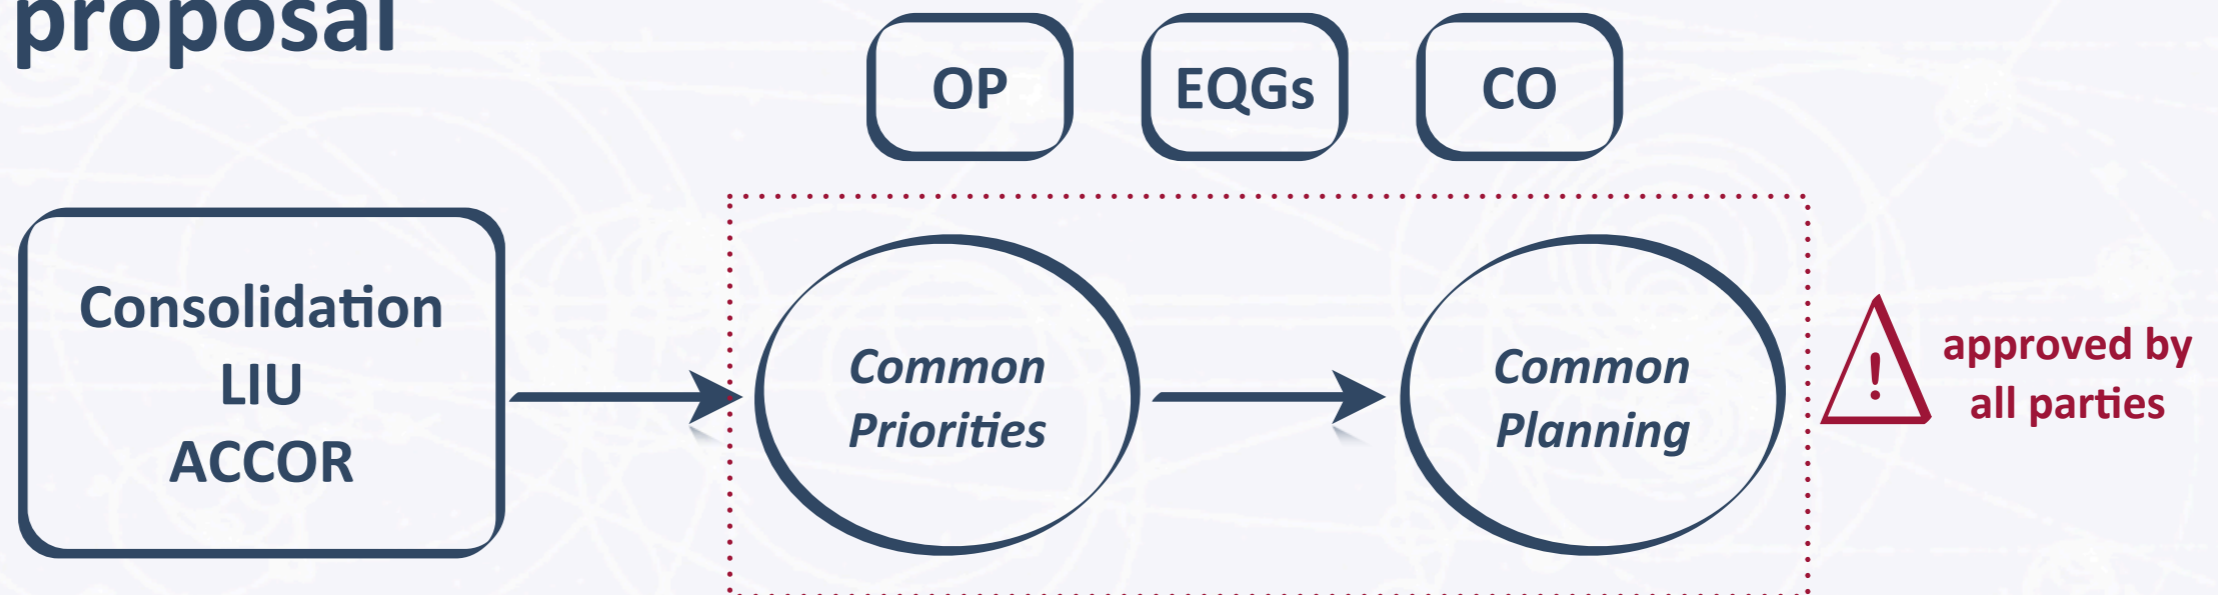 proposal
OP
EQGs
CO
Consolidation
LIU
ACCOR
Common
Priorities
Common
Planning
!
approved by
all parties